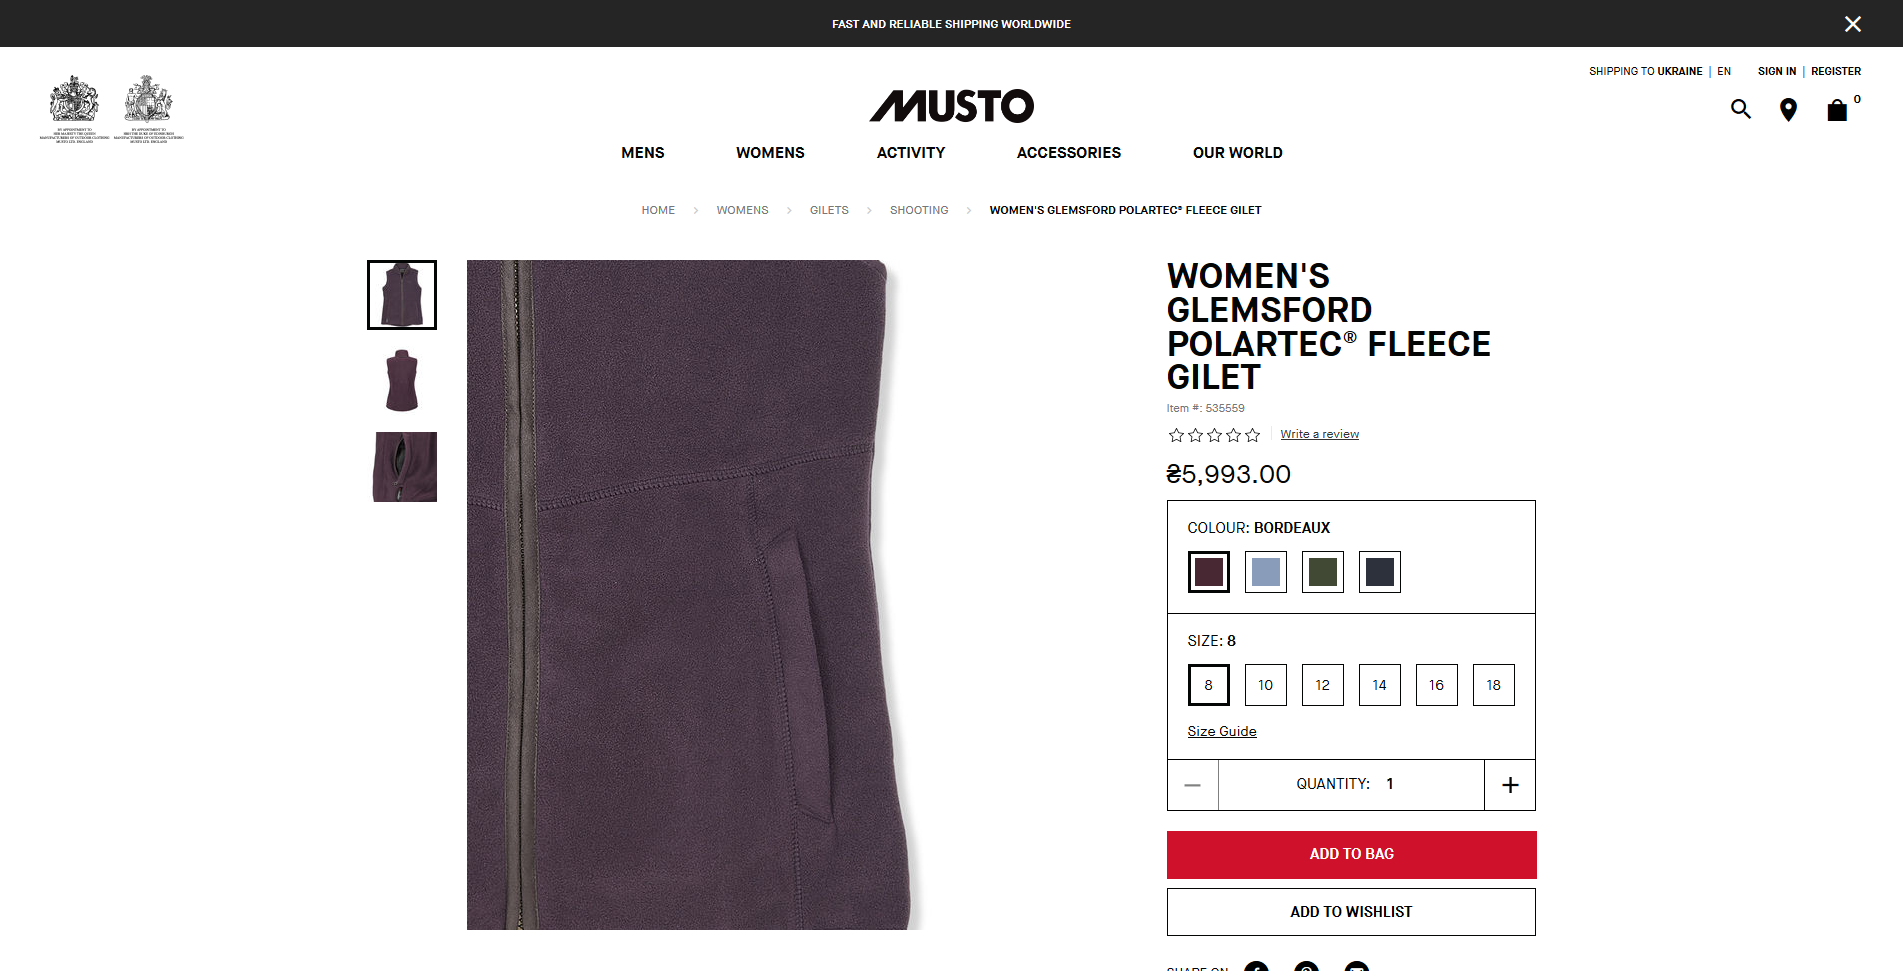 FAST AND RELIABLE SHIPPING WORLDWIDE
SHIPPING TO UKRAINE | EN SIGN IN | REGISTER
MUSTO
0
MENS WOMENS ACTIVITY ACCESSORIES OUR WORLD
HOME > WOMENS > GILETS > SHOOTING > WOMEN'S GLEMSFORD POLARTEC® FLEECE GILET
WOMEN'S
GLEMSFORD
POLARTEC® FLEECE
GILET
Item #: 535559
Write a review
₴5,993.00
COLOUR: BORDEAUX
SIZE: 8
8 10 12 14 16 18
Size Guide
QUANTITY: 1
ADD TO BAG
ADD TO WISHLIST
SHARE ON